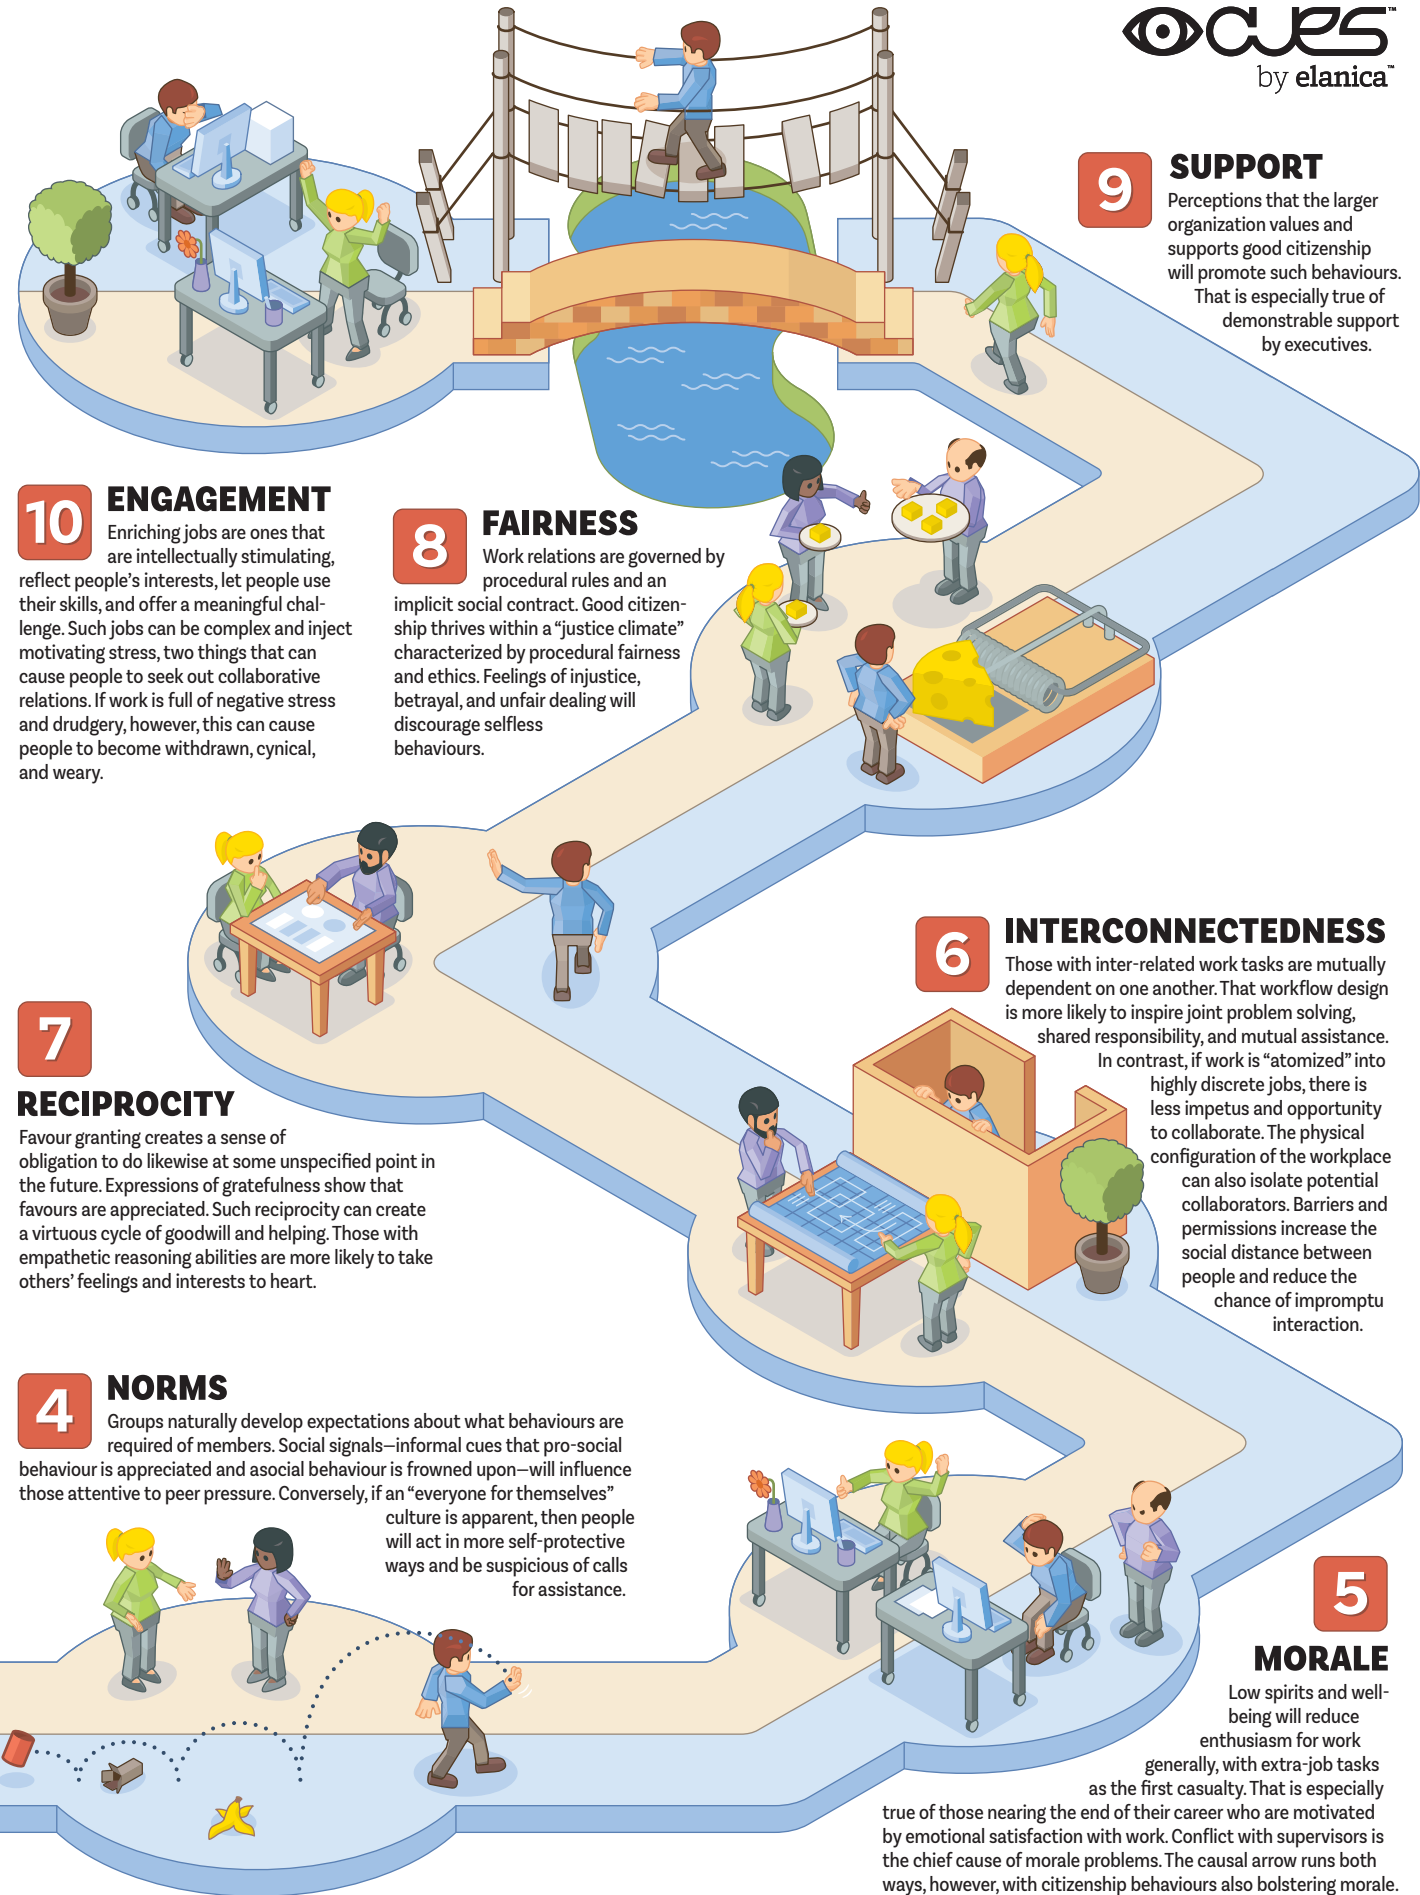 CUES™
by elanica™
9
SUPPORT
Perceptions that the larger
organization values and
supports good citizenship
will promote such behaviours.
That is especially true of
demonstrable support
by executives.
10
ENGAGEMENT
Enriching jobs are ones that
are intellectually stimulating,
reflect people's interests, let people use
their skills, and offer a meaningful chal-
lenge. Such jobs can be complex and inject
motivating stress, two things that can
cause people to seek out collaborative
relations. If work is full of negative stress
and drudgery, however, this can cause
people to become withdrawn, cynical,
and weary.
8
FAIRNESS
Work relations are governed by
procedural rules and an
implicit social contract. Good citizen-
ship thrives within a “justice climate”
characterized by procedural fairness
and ethics. Feelings of injustice,
betrayal, and unfair dealing will
discourage selfless
behaviours.
6
INTERCONNECTEDNESS
Those with inter-related work tasks are mutually
dependent on one another. That workflow design
is more likely to inspire joint problem solving,
shared responsibility, and mutual assistance.
In contrast, if work is “atomized” into
highly discrete jobs, there is
less impetus and opportunity
to collaborate. The physical
configuration of the workplace
can also isolate potential
collaborators. Barriers and
permissions increase the
social distance between
people and reduce the
chance of impromptu
interaction.
7
RECIPROCITY
Favour granting creates a sense of
obligation to do likewise at some unspecified point in
the future. Expressions of gratefulness show that
favours are appreciated. Such reciprocity can create
a virtuous cycle of goodwill and helping. Those with
empathetic reasoning abilities are more likely to take
others' feelings and interests to heart.
4
NORMS
Groups naturally develop expectations about what behaviours are
required of members. Social signals—informal cues that pro-social
behaviour is appreciated and asocial behaviour is frowned upon—will influence
those attentive to peer pressure. Conversely, if an “everyone for themselves”
culture is apparent, then people
will act in more self-protective
ways and be suspicious of calls
for assistance.
5
MORALE
Low spirits and well-
being will reduce
enthusiasm for work
generally, with extra-job tasks
as the first casualty. That is especially
true of those nearing the end of their career who are motivated
by emotional satisfaction with work. Conflict with supervisors is
the chief cause of morale problems. The causal arrow runs both
ways, however, with citizenship behaviours also bolstering morale.